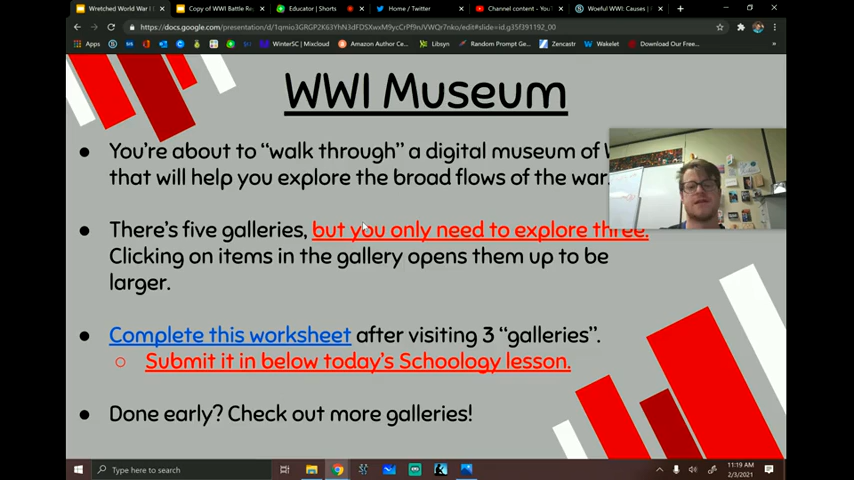 Wretched World War I
Copy of WWI Battle Re
Educator | Shorts
Home / Twitter
Channel content - You
Woeful WWI: Causes |
https://docs.google.com/presentation/d/1qmio3GRGP2K63YhN3dFDSXwxM9ycCrPf9nJVWQr7nko/edit#slide=id.g35f391192_00
Apps
WinterSC | Mixcloud
Amazon Author Ce...
Libsyn
Random Prompt Ge...
Zencastr
Wakelet
Download Our Free...
WWI Museum
You're about to "walk through" a digital museum of W
that will help you explore the broad flows of the war.
There's five galleries, but you only need to explore three.
Clicking on items in the gallery opens them up to be
larger.
Complete this worksheet after visiting 3 "galleries".
Submit it in below today's Schoology lesson.
Done early? Check out more galleries!
Type here to search
11:19 AM
2/3/2021